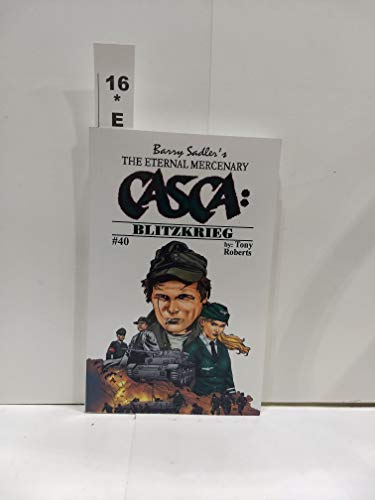 16
*
E
Barry Sadler's
THE ETERNAL MERCENARY
CASCA:
BLITZKRIEG
#40
by: Tony
Roberts